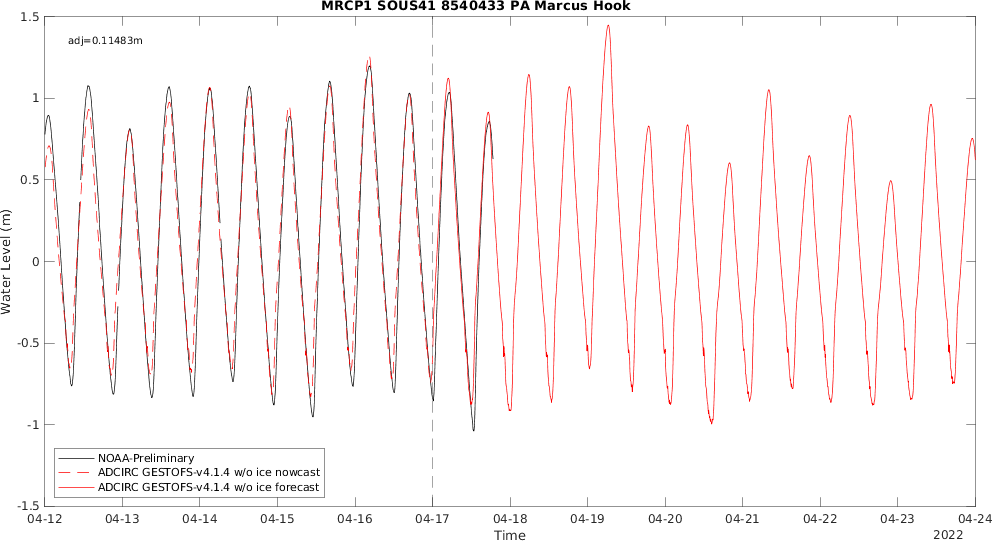 MRCP1 SOUS41 8540433 PA Marcus Hook
adj=0.11483m
Water Level (m)
1.5
1
0.5
0
-0.5
-1
-1.5
NOAA-Preliminary
ADCIRC GESTOFS-v4.1.4 w/o ice nowcast
ADCIRC GESTOFS-v4.1.4 w/o ice forecast
04-12 04-13 04-14 04-15 04-16 04-17 04-18 04-19 04-20 04-21 04-22 04-23 04-24
Time
2022